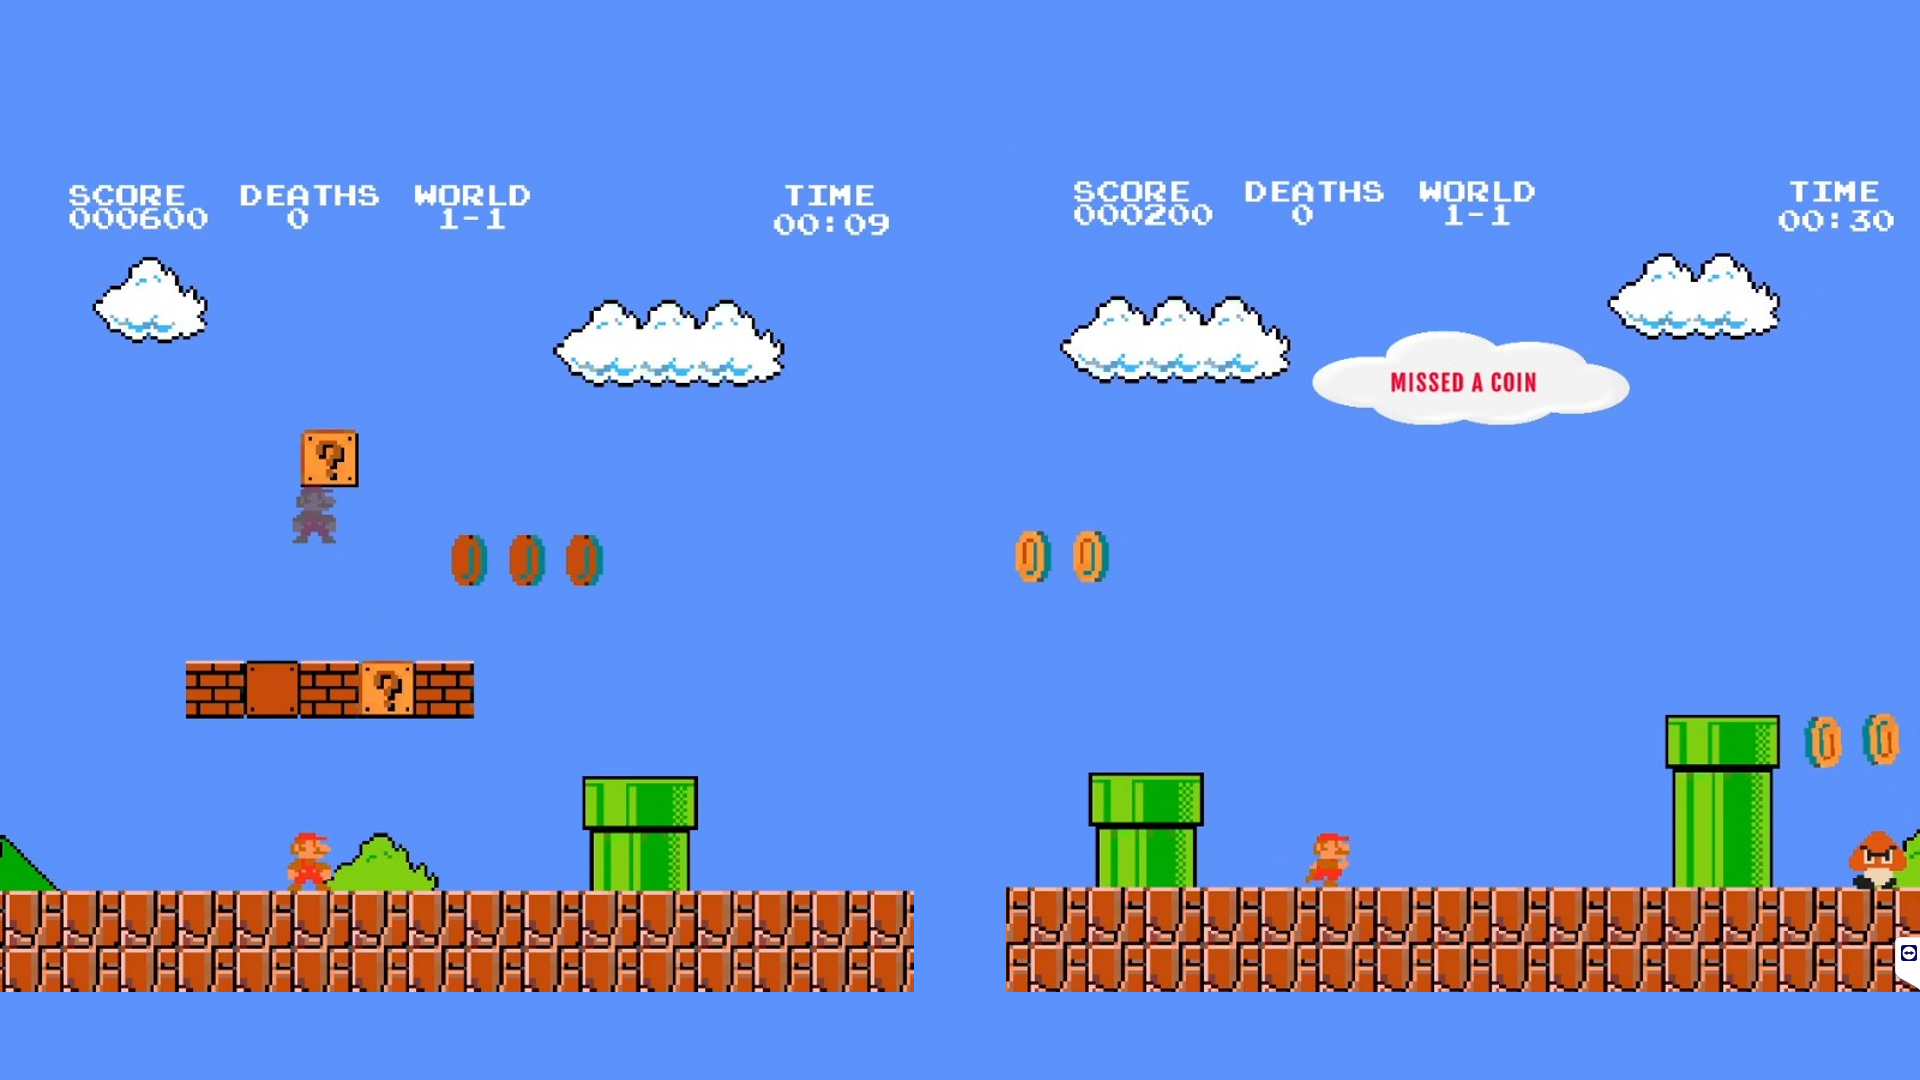 SCORE DEATHS WORLD TIME
000600 0 1-1 00:09
?
?
SCORE DEATHS WORLD TIME
000200 0 1-1 00:30
MISSED A COIN